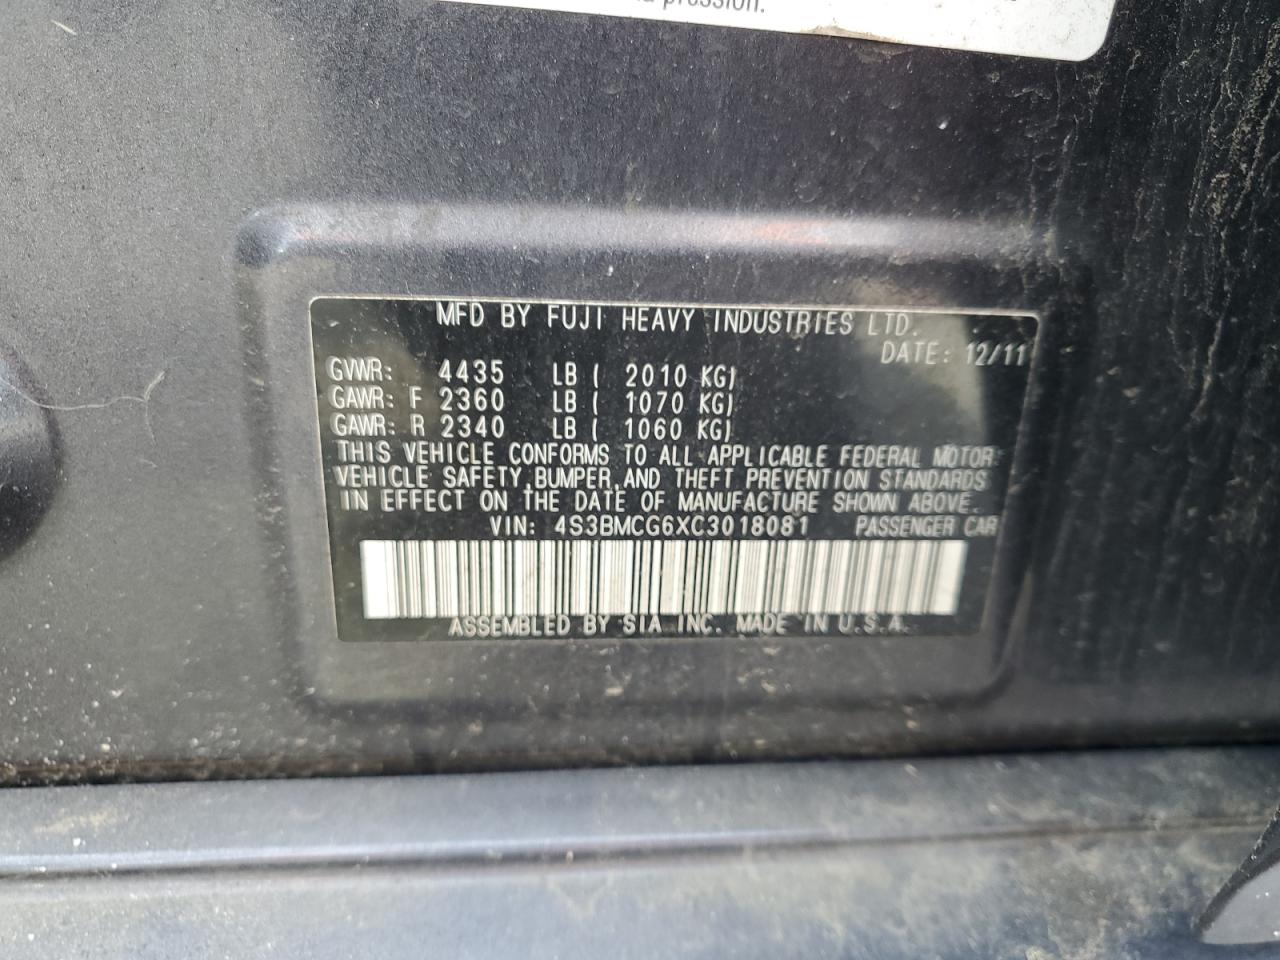 pression.
MFD BY FUJI HEAVY INDUSTRIES LTD.
DATE: 12/11
GVWR: 4435 LB ( 2010 KG)
GAWR: F 2360 LB ( 1070 KG)
GAWR: R 2340 LB ( 1060 KG)
THIS VEHICLE CONFORMS TO ALL APPLICABLE FEDERAL MOTOR
VEHICLE SAFETY, BUMPER, AND THEFT PREVENTION STANDARDS
IN EFFECT ON THE DATE OF MANUFACTURE SHOWN ABOVE.
VIN: 4S3BMCG6XC3018081 PASSENGER CAR
ASSEMBLED BY SIA INC. MADE IN U.S.A.